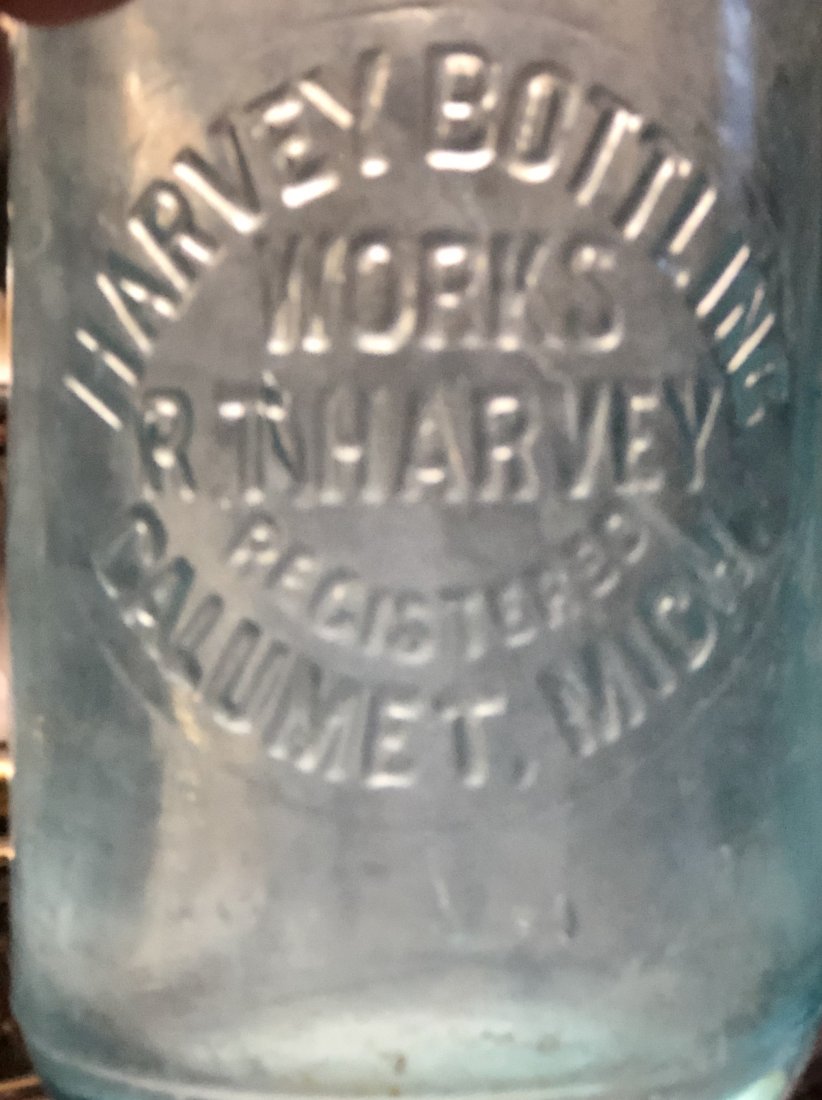 HARVEY BOTTLING
WORKS
R.T.N.HARVEY
REGISTERED
CALUMET, MICH.